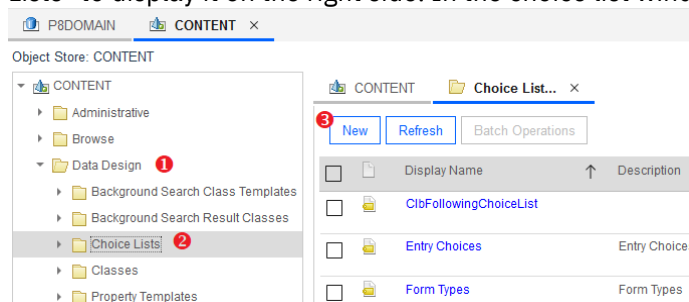 Lists" to display it on the right side. In the choice list wind
P8DOMAIN CONTENT ×
Object Store: CONTENT
CONTENT
Administrative
Browse
Data Design 1
Background Search Class Templates
Background Search Result Classes
Choice Lists 2
Classes
Property Templates
CONTENT Choice List... ×
3 New Refresh Batch Operations
Display Name ↑ Description
ClbFollowingChoiceList
Entry Choices Entry Choice
Form Types Form Types